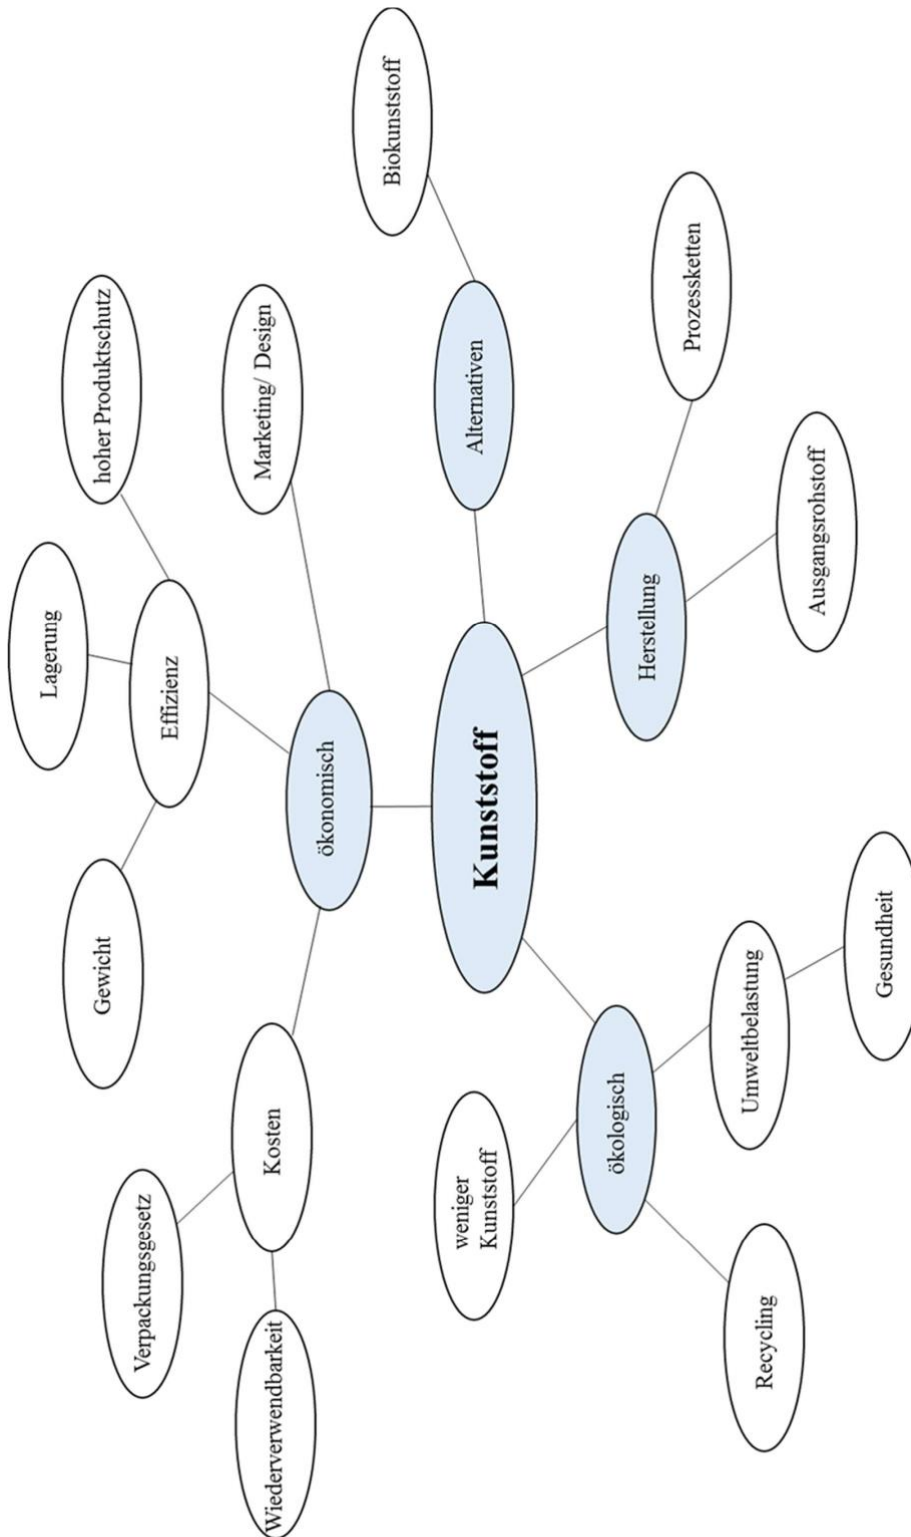 Lagerung
Gewicht
hoher Produktschutz
Verpackungsgesetz
Effizienz
Wiederverwendbarkeit
Kosten
Marketing/ Design
ökonomisch
Biokunststoff
weniger
Kunststoff
Kunststoff
Alternativen
ökologisch
Herstellung
Prozessketten
Recycling
Umweltbelastung
Ausgangsrohstoff
Gesundheit